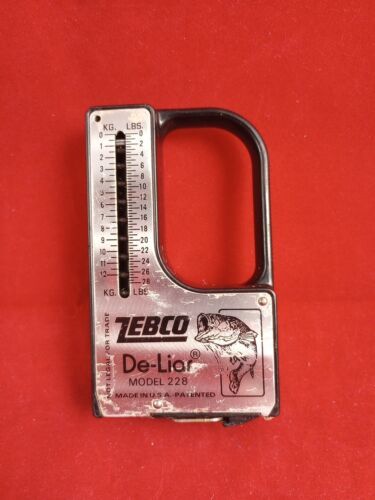 KG. LBS.
0 0
1 2
2 4
3 6
4 8
5 10
6 12
7 14
8 16
9 18
10 20
11 22
12 24
26
28
KG. LBS.
NOT LEGAL FOR TRADE
ZEBCO
De-Liar®
MODEL 228
MADE IN U.S.A. PATENTED